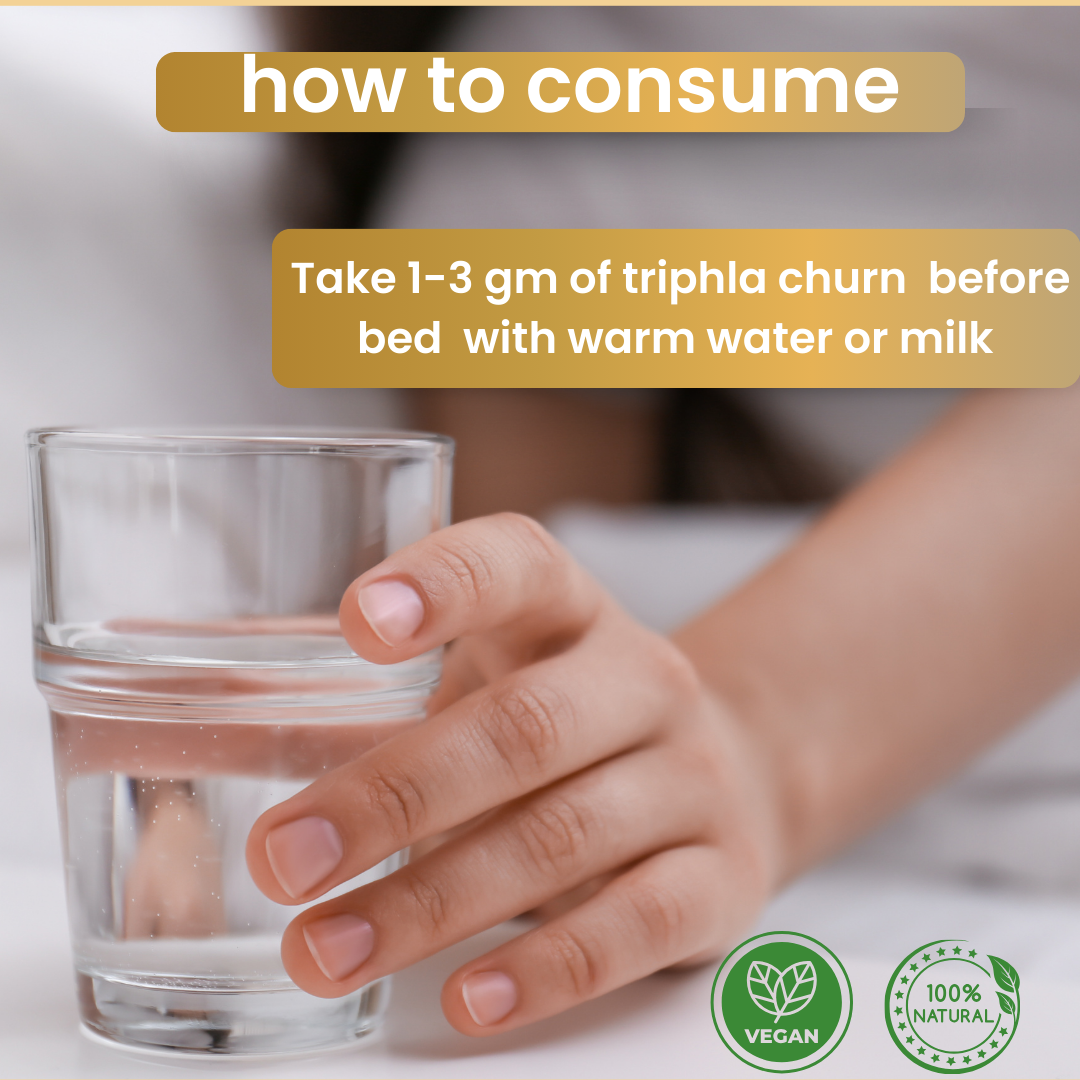 how to consume
Take 1-3 gm of triphla churn before
bed with warm water or milk
VEGAN
100%
NATURAL